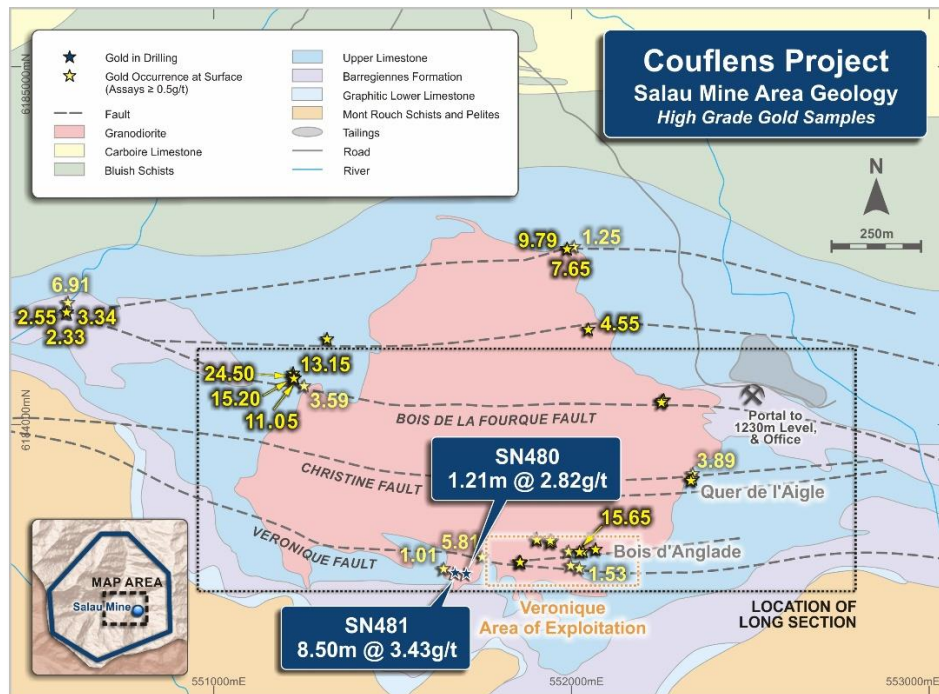 Gold in Drilling
Gold Occurrence at Surface
(Assays ≥ 0.5g/t)
Fault
Granodiorite
Carboire Limestone
Bluish Schists
Upper Limestone
Barregiennes Formation
Graphitic Lower Limestone
Mont Rouch Schists and Pelites
Tailings
Road
River
Couflens Project
Salau Mine Area Geology
High Grade Gold Samples
N
250m
6185000mN
6184000mN
9.79
1.25
7.65
6.91
2.55
3.34
2.33
4.55
13.15
24.50
15.20
11.05
3.59
BOIS DE LA FOURQUE FAULT
Portal to
1230m Level,
& Office
SN480
1.21m @ 2.82g/t
CHRISTINE FAULT
3.89
Quer de l'Aigle
VERONIQUE FAULT
15.65
5.81
1.01
Bois d'Anglade
1.53
Veronique
Area of Exploitation
LOCATION OF
LONG SECTION
SN481
8.50m @ 3.43g/t
MAP AREA
Salau Mine
551000mE
552000mE
553000mE